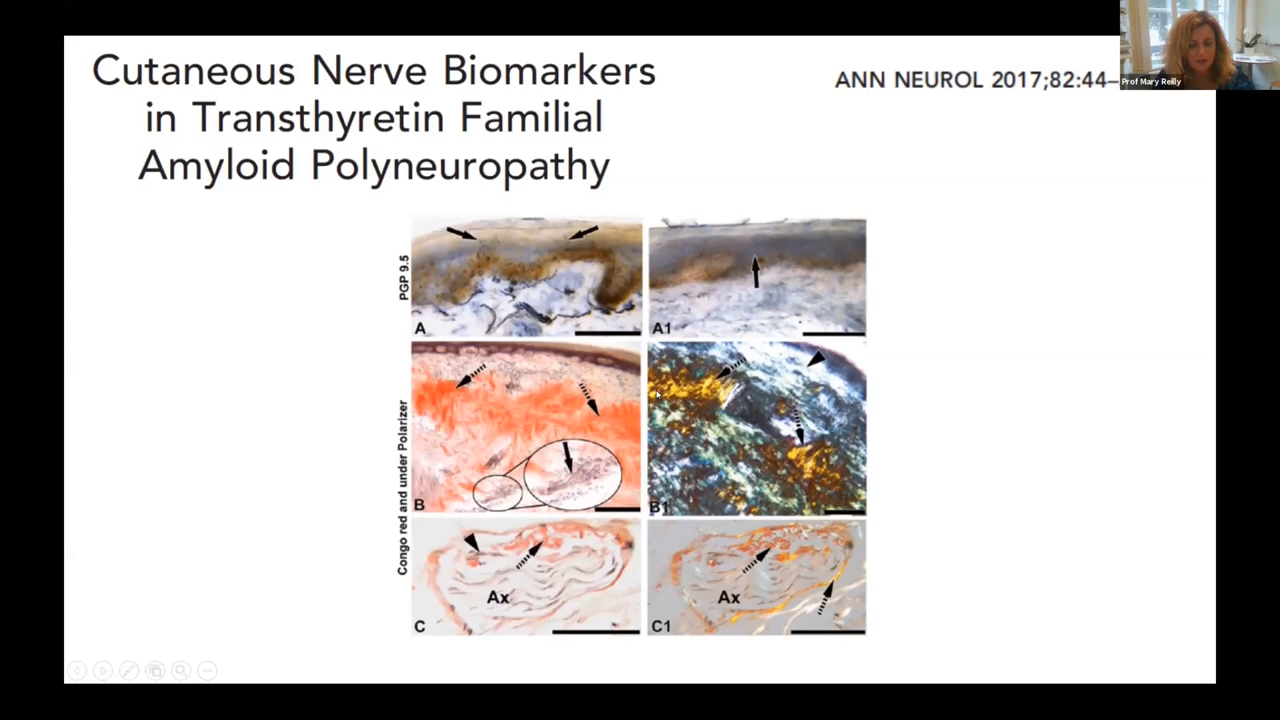 Cutaneous Nerve Biomarkers
in Transthyretin Familial
Amyloid Polyneuropathy
ANN NEUROL 2017;82:44–
Prof Mary Reilly
PGP 9.5
A
A1
Congo red and under Polarizer
B
B1
Ax
C
Ax
C1